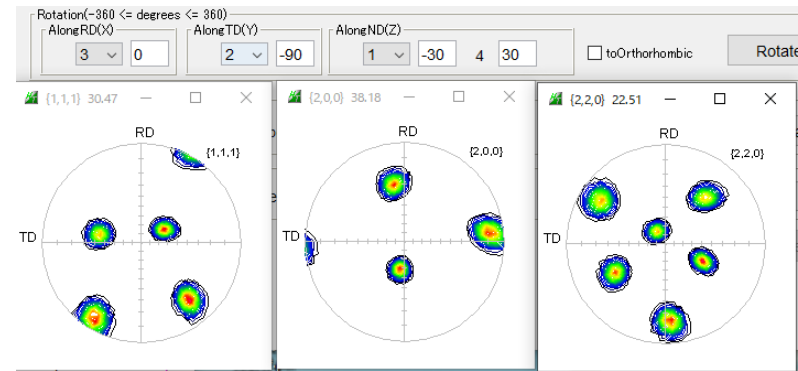 Rotation(-360 <= degrees <= 360)
AlongRD(X) AlongTD(Y) AlongND(Z)
3 0 2 -90 1 -30 4 30 toOrthorhombic Rotate
{1,1,1} 30.47 {2,0,0} 38.18 {2,2,0} 22.51
RD RD RD
{1,1,1} {2,0,0} {2,2,0}
TD TD TD